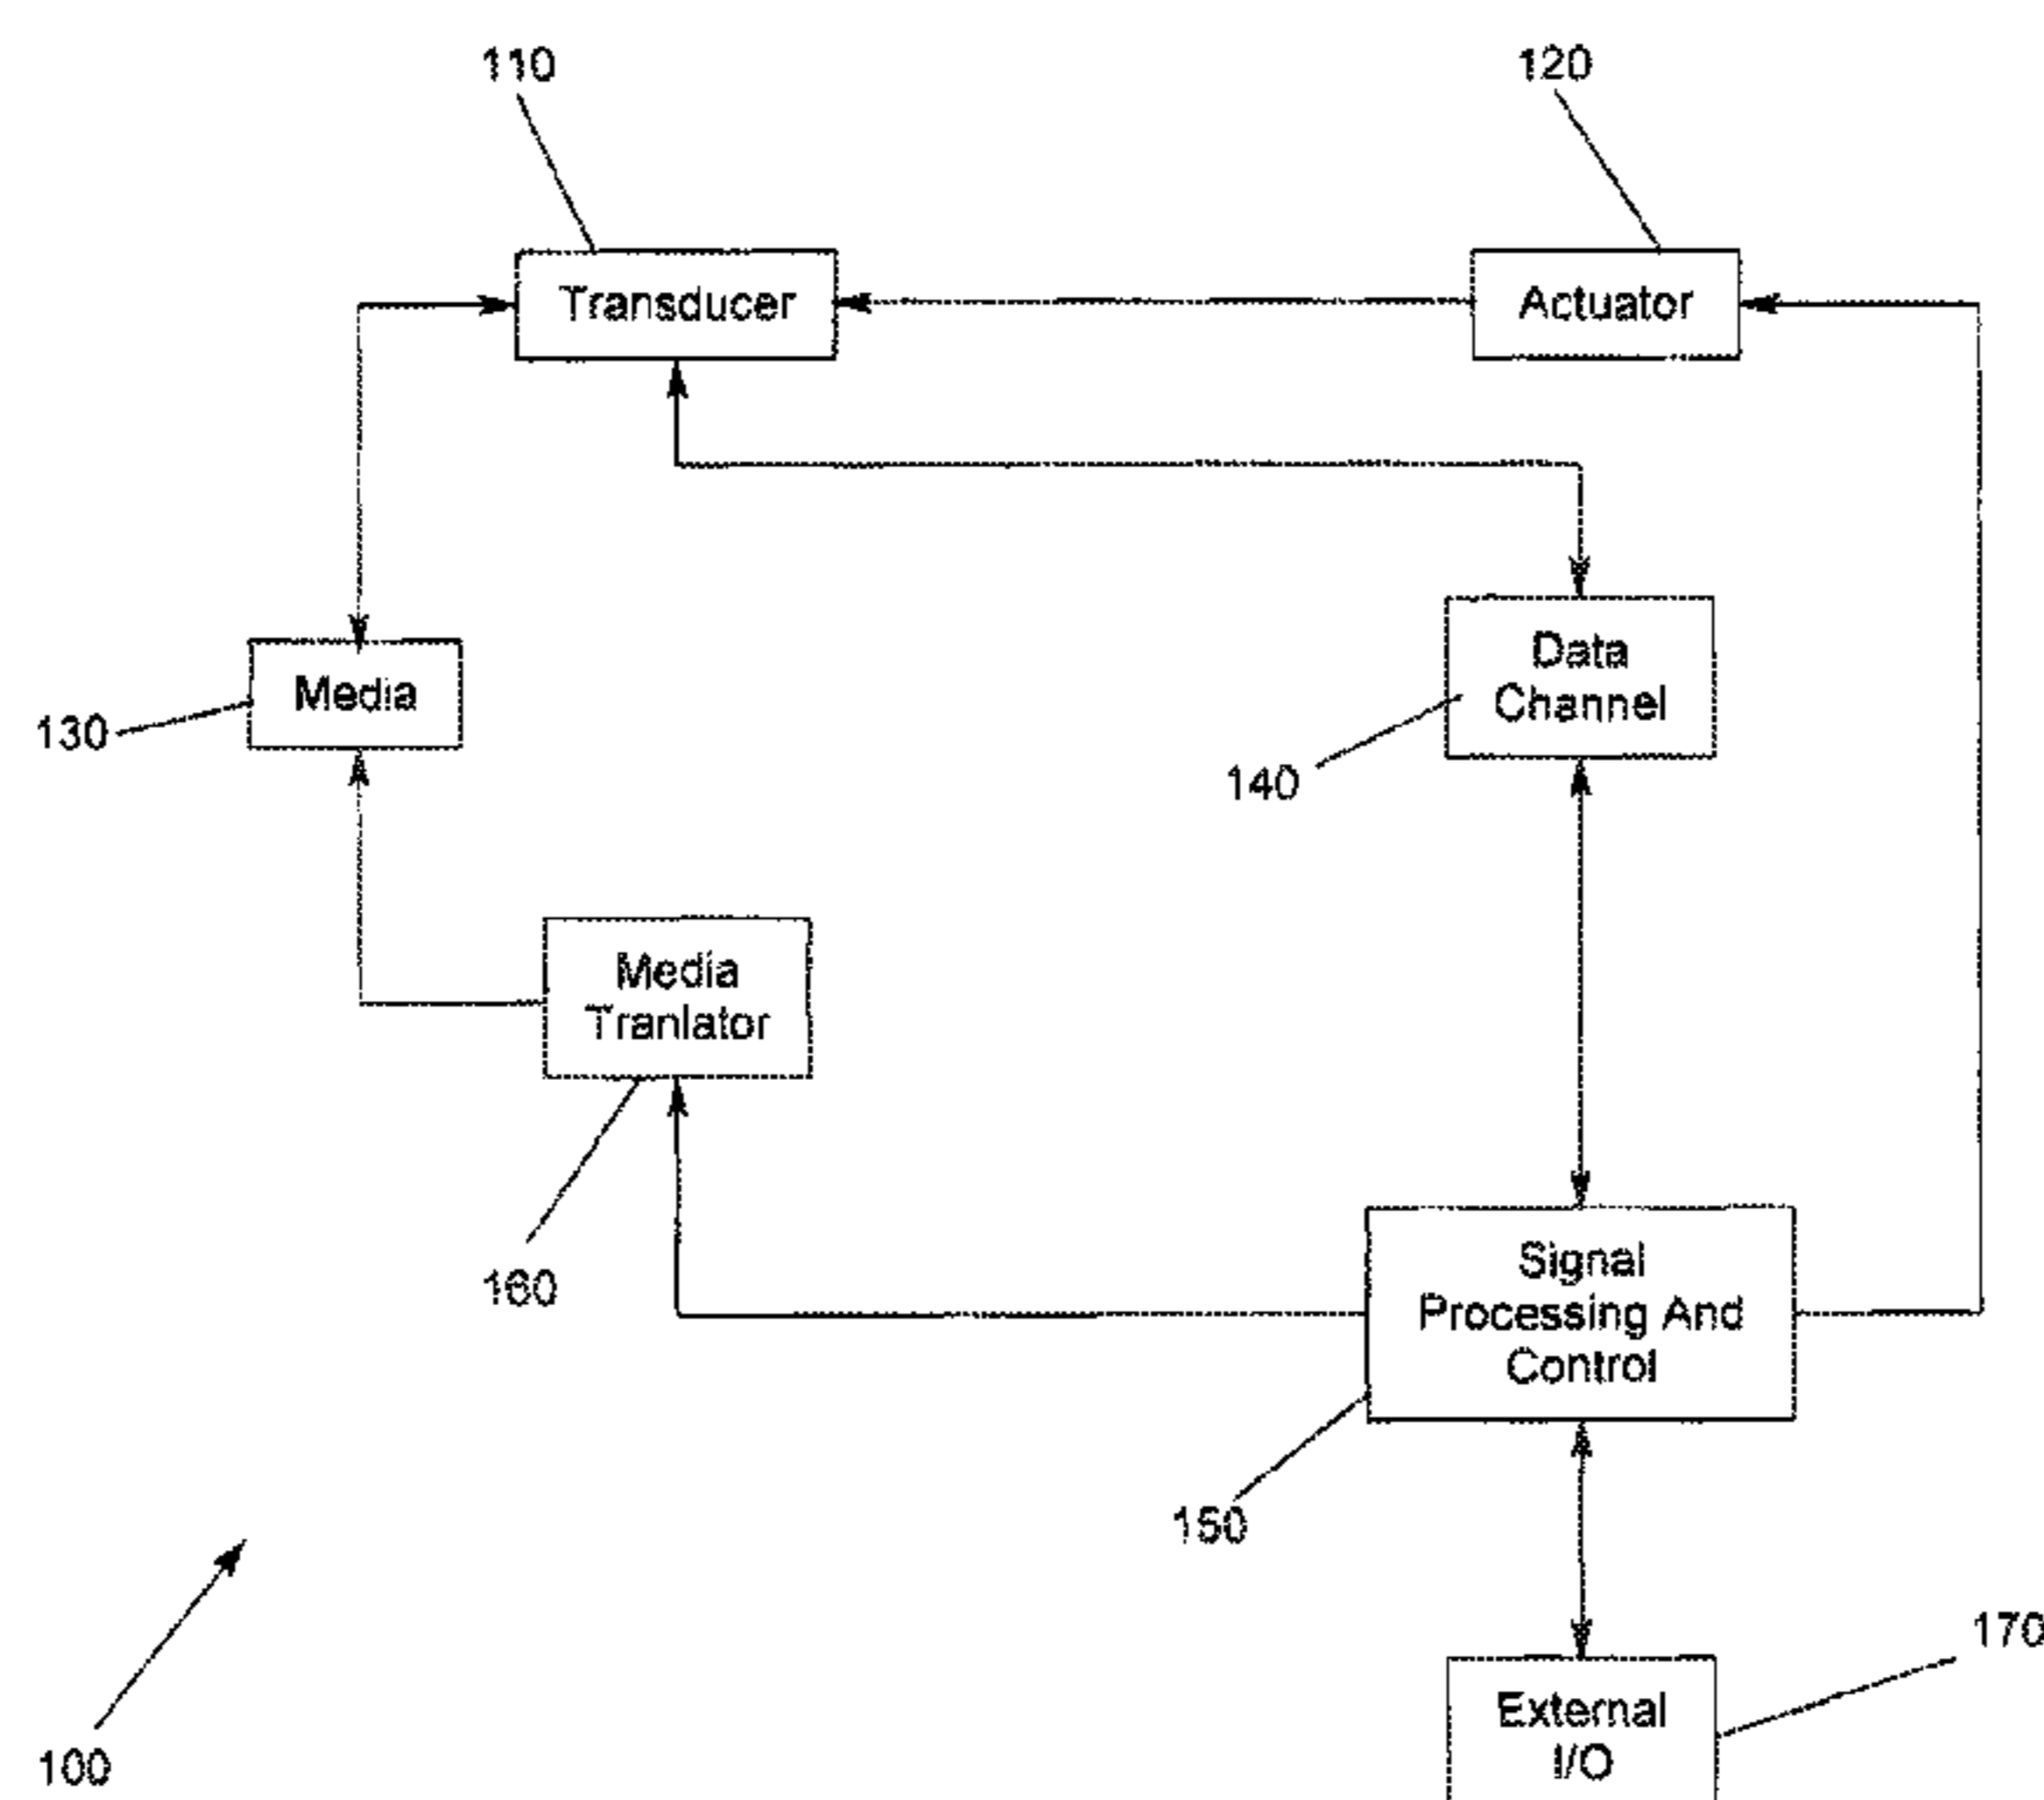 110
120
Transducer
Actuator
Data
Channel
Media
130
140
Media
Tranlator
160
Signal
Processing And
Control
150
170
External
I/O
100